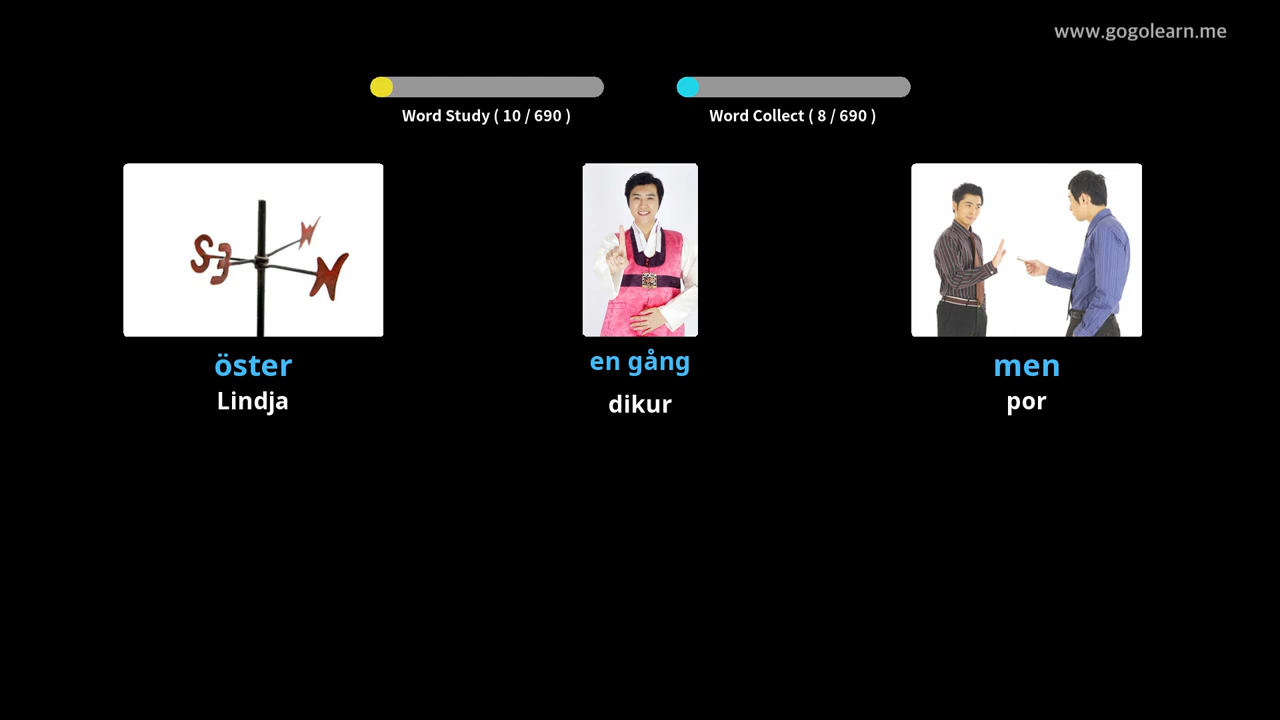 www.gogolearn.me
Word Study ( 10 / 690 )
Word Collect ( 8 / 690 )
öster
Lindja
en gång
dikur
men
por